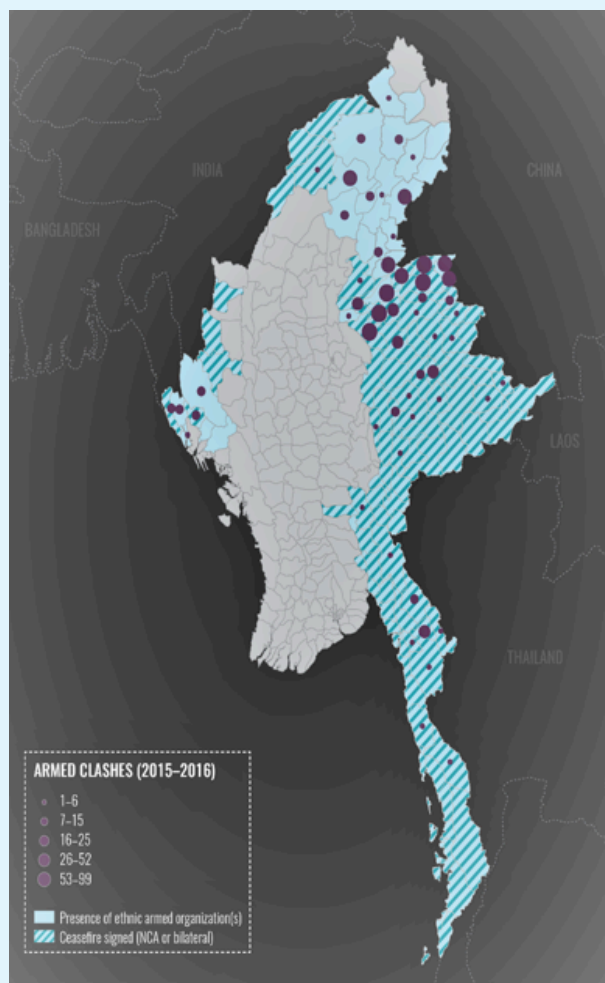 INDIA
CHINA
BANGLADESH
LAOS
THAILAND
ARMED CLASHES (2015–2016)
1–6
7–15
16–25
26–52
53–99
Presence of ethnic armed organization(s)
Ceasefire signed (NCA or bilateral)